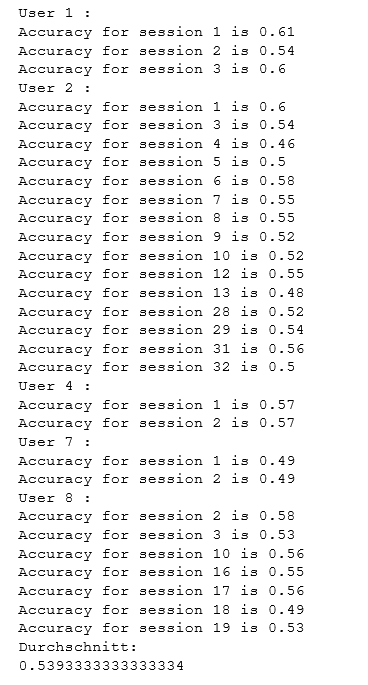 User 1 :
Accuracy for session 1 is 0.61
Accuracy for session 2 is 0.54
Accuracy for session 3 is 0.6
User 2 :
Accuracy for session 1 is 0.6
Accuracy for session 3 is 0.54
Accuracy for session 4 is 0.46
Accuracy for session 5 is 0.5
Accuracy for session 6 is 0.58
Accuracy for session 7 is 0.55
Accuracy for session 8 is 0.55
Accuracy for session 9 is 0.52
Accuracy for session 10 is 0.52
Accuracy for session 12 is 0.55
Accuracy for session 13 is 0.48
Accuracy for session 28 is 0.52
Accuracy for session 29 is 0.54
Accuracy for session 31 is 0.56
Accuracy for session 32 is 0.5
User 4 :
Accuracy for session 1 is 0.57
Accuracy for session 2 is 0.57
User 7 :
Accuracy for session 1 is 0.49
Accuracy for session 2 is 0.49
User 8 :
Accuracy for session 2 is 0.58
Accuracy for session 3 is 0.53
Accuracy for session 10 is 0.56
Accuracy for session 16 is 0.55
Accuracy for session 17 is 0.56
Accuracy for session 18 is 0.49
Accuracy for session 19 is 0.53
Durchschnitt:
0.5393333333333334